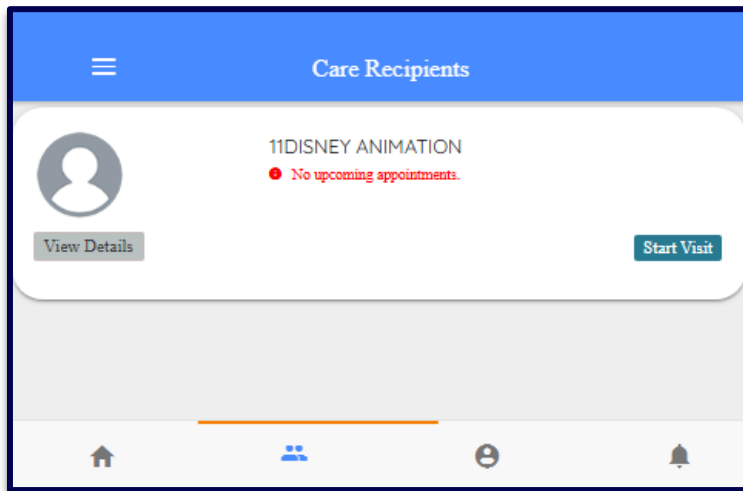 Care Recipients
11DISNEY ANIMATION
No upcoming appointments.
View Details
Start Visit